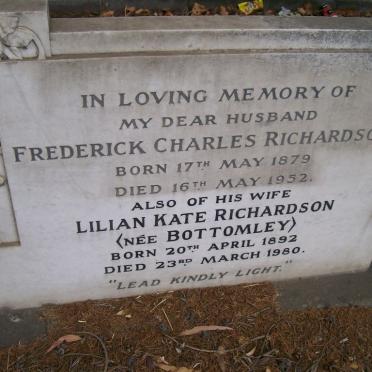 IN LOVING MEMORY OF
MY DEAR HUSBAND
FREDERICK CHARLES RICHARDSO
BORN 17TH MAY 1879
DIED 16TH MAY 1952.
ALSO OF HIS WIFE
LILIAN KATE RICHARDSON
(NÉE BOTTOMLEY)
BORN 20TH APRIL 1892
DIED 23RD MARCH 1980.
"LEAD KINDLY LIGHT."